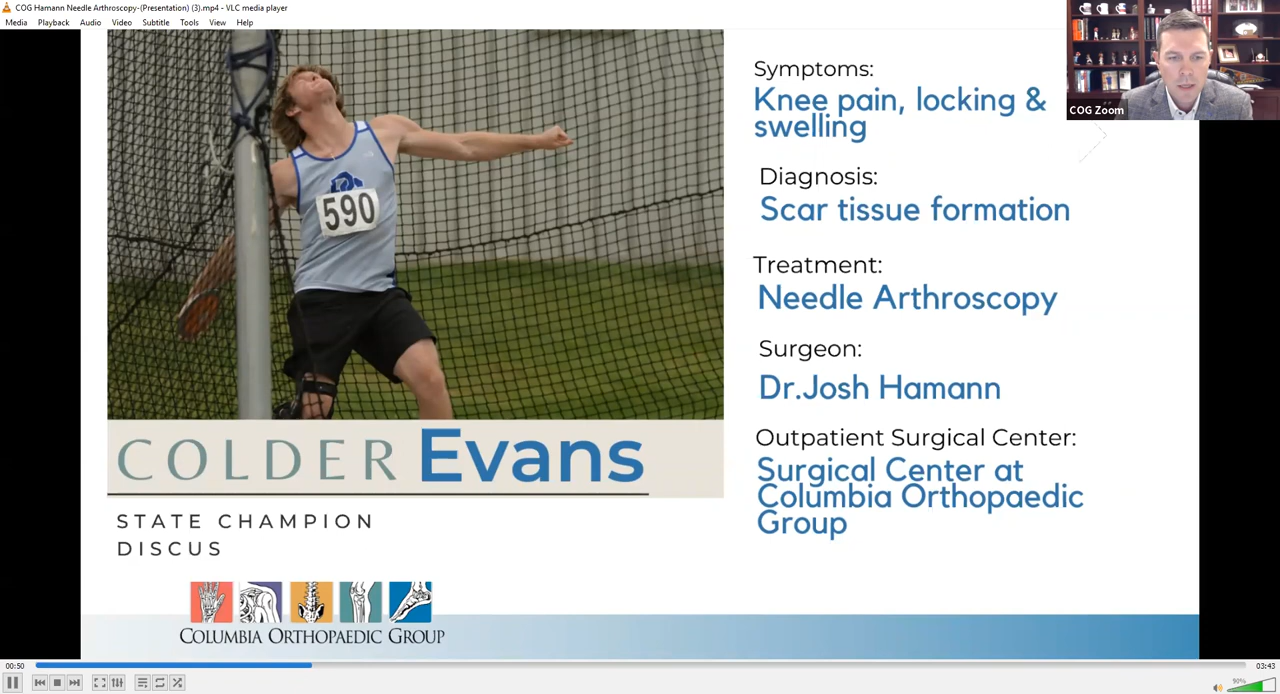 COG Hamann Needle Arthroscopy-(Presentation) (3).mp4 - VLC media player
Media Playback Audio Video Subtitle Tools View Help
COG Zoom
590
Symptoms:
Knee pain, locking &
swelling
Diagnosis:
Scar tissue formation
Treatment:
Needle Arthroscopy
Surgeon:
Dr.Josh Hamann
Outpatient Surgical Center:
Surgical Center at
Columbia Orthopaedic
Group
COLDER Evans
STATE CHAMPION
DISCUS
COLUMBIA ORTHOPAEDIC GROUP
00:50
03:43
90%